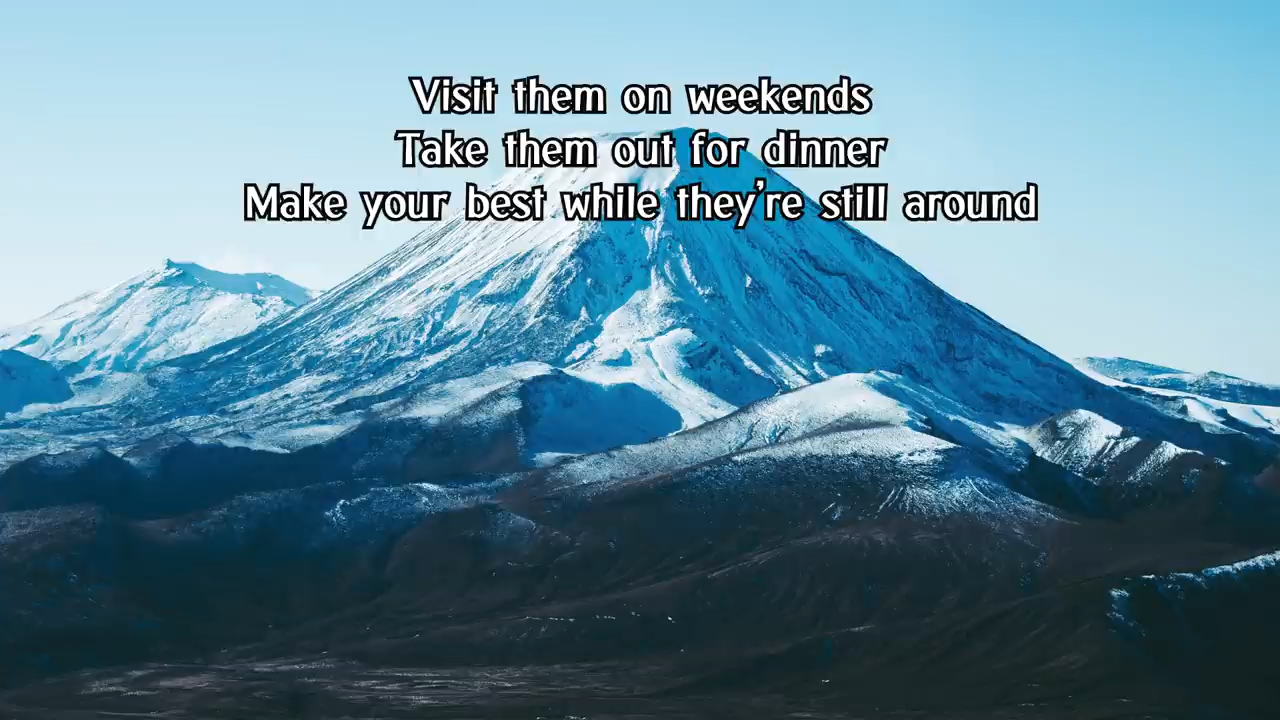 Visit them on weekends
Take them out for dinner
Make your best while they're still around